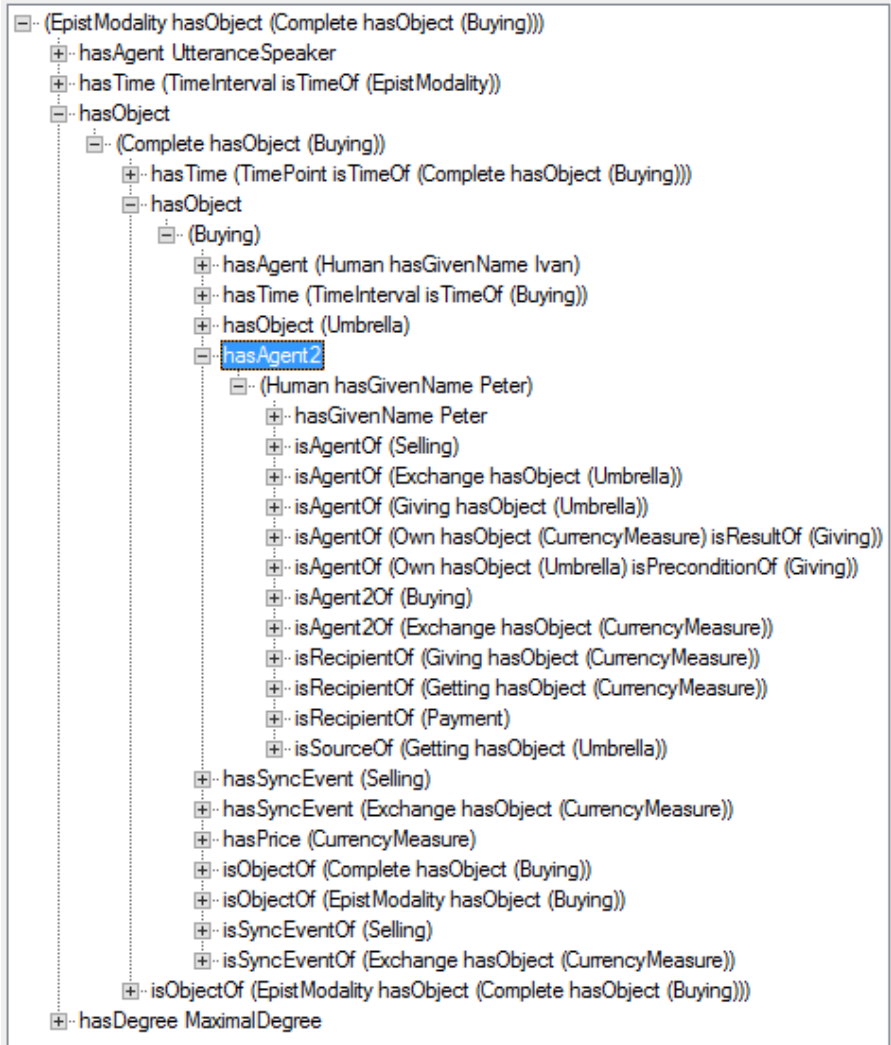 (EpistModality hasObject (Complete hasObject (Buying)))
hasAgent UtteranceSpeaker
hasTime (TimeInterval isTimeOf (EpistModality))
hasObject
(Complete hasObject (Buying))
hasTime (TimePoint isTimeOf (Complete hasObject (Buying)))
hasObject
(Buying)
hasAgent (Human hasGivenName Ivan)
hasTime (TimeInterval isTimeOf (Buying))
hasObject (Umbrella)
hasAgent2
(Human hasGivenName Peter)
hasGivenName Peter
isAgentOf (Selling)
isAgentOf (Exchange hasObject (Umbrella))
isAgentOf (Giving hasObject (Umbrella))
isAgentOf (Own hasObject (CurrencyMeasure) isResultOf (Giving))
isAgentOf (Own hasObject (Umbrella) isPreconditionOf (Giving))
isAgent2Of (Buying)
isAgent2Of (Exchange hasObject (CurrencyMeasure))
isRecipientOf (Giving hasObject (CurrencyMeasure))
isRecipientOf (Getting hasObject (CurrencyMeasure))
isRecipientOf (Payment)
isSourceOf (Getting hasObject (Umbrella))
hasSyncEvent (Selling)
hasSyncEvent (Exchange hasObject (CurrencyMeasure))
hasPrice (CurrencyMeasure)
isObjectOf (Complete hasObject (Buying))
isObjectOf (EpistModality hasObject (Buying))
isSyncEventOf (Selling)
isSyncEventOf (Exchange hasObject (CurrencyMeasure))
isObjectOf (EpistModality hasObject (Complete hasObject (Buying)))
hasDegree MaximalDegree